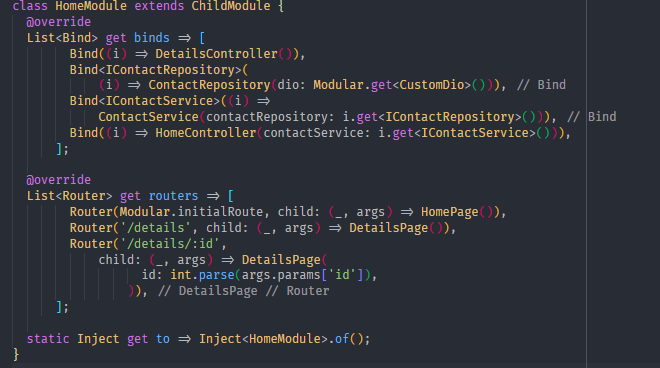 class HomeModule extends ChildModule {
  @override
  List<Bind> get binds => [
        Bind((i) => DetailsController()),
        Bind<IContactRepository>(
            (i) => ContactRepository(dio: Modular.get<CustomDio>())), // Bind
        Bind<IContactService>((i) =>
            ContactService(contactRepository: i.get<IContactRepository>())), // Bind
        Bind((i) => HomeController(contactService: i.get<IContactService>())),
      ];
  @override
  List<Router> get routers => [
        Router(Modular.initialRoute, child: (_, args) => HomePage()),
        Router('/details', child: (_, args) => DetailsPage()),
        Router('/details/:id',
            child: (_, args) => DetailsPage(
                  id: int.parse(args.params['id']),
                )), // DetailsPage // Router
      ];
  static Inject get to => Inject<HomeModule>.of();
}